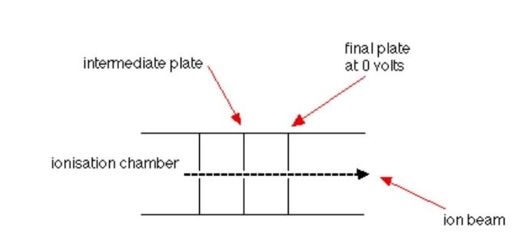 intermediate plate
final plate
at 0 volts
ionisation chamber
ion beam